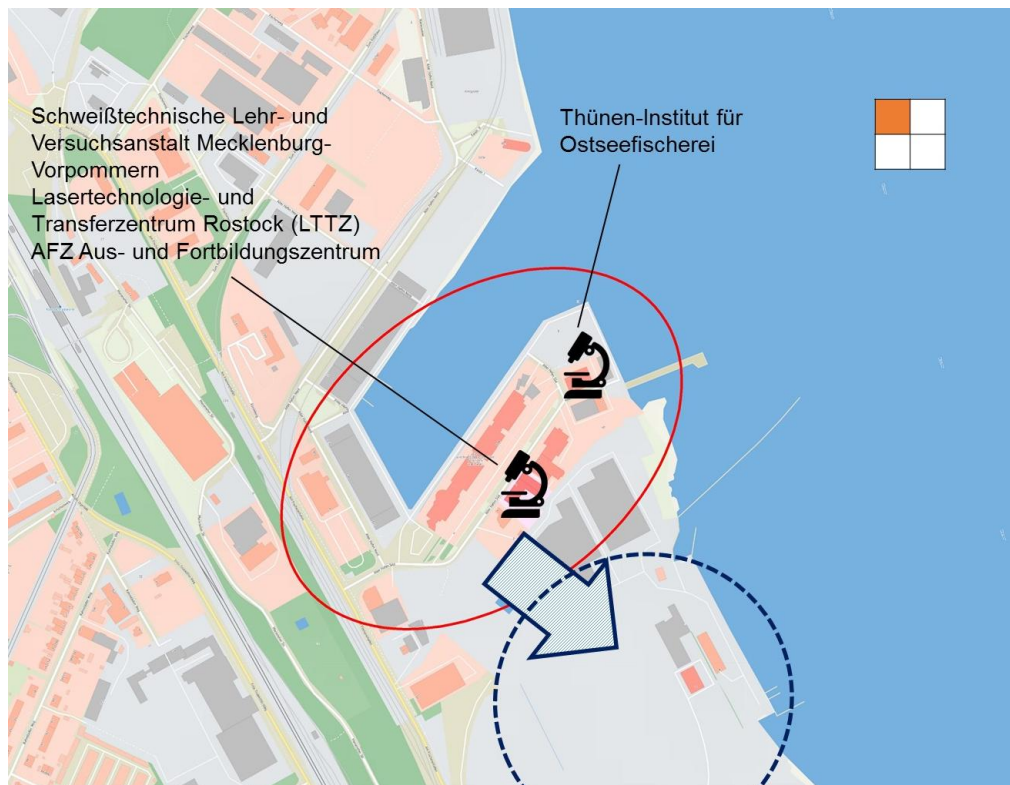 Schweißtechnische Lehr- und
Versuchsanstalt Mecklenburg-
Vorpommern
Lasertechnologie- und
Transferzentrum Rostock (LTTZ)
AFZ Aus- und Fortbildungszentrum
Thünen-Institut für
Ostseefischerei